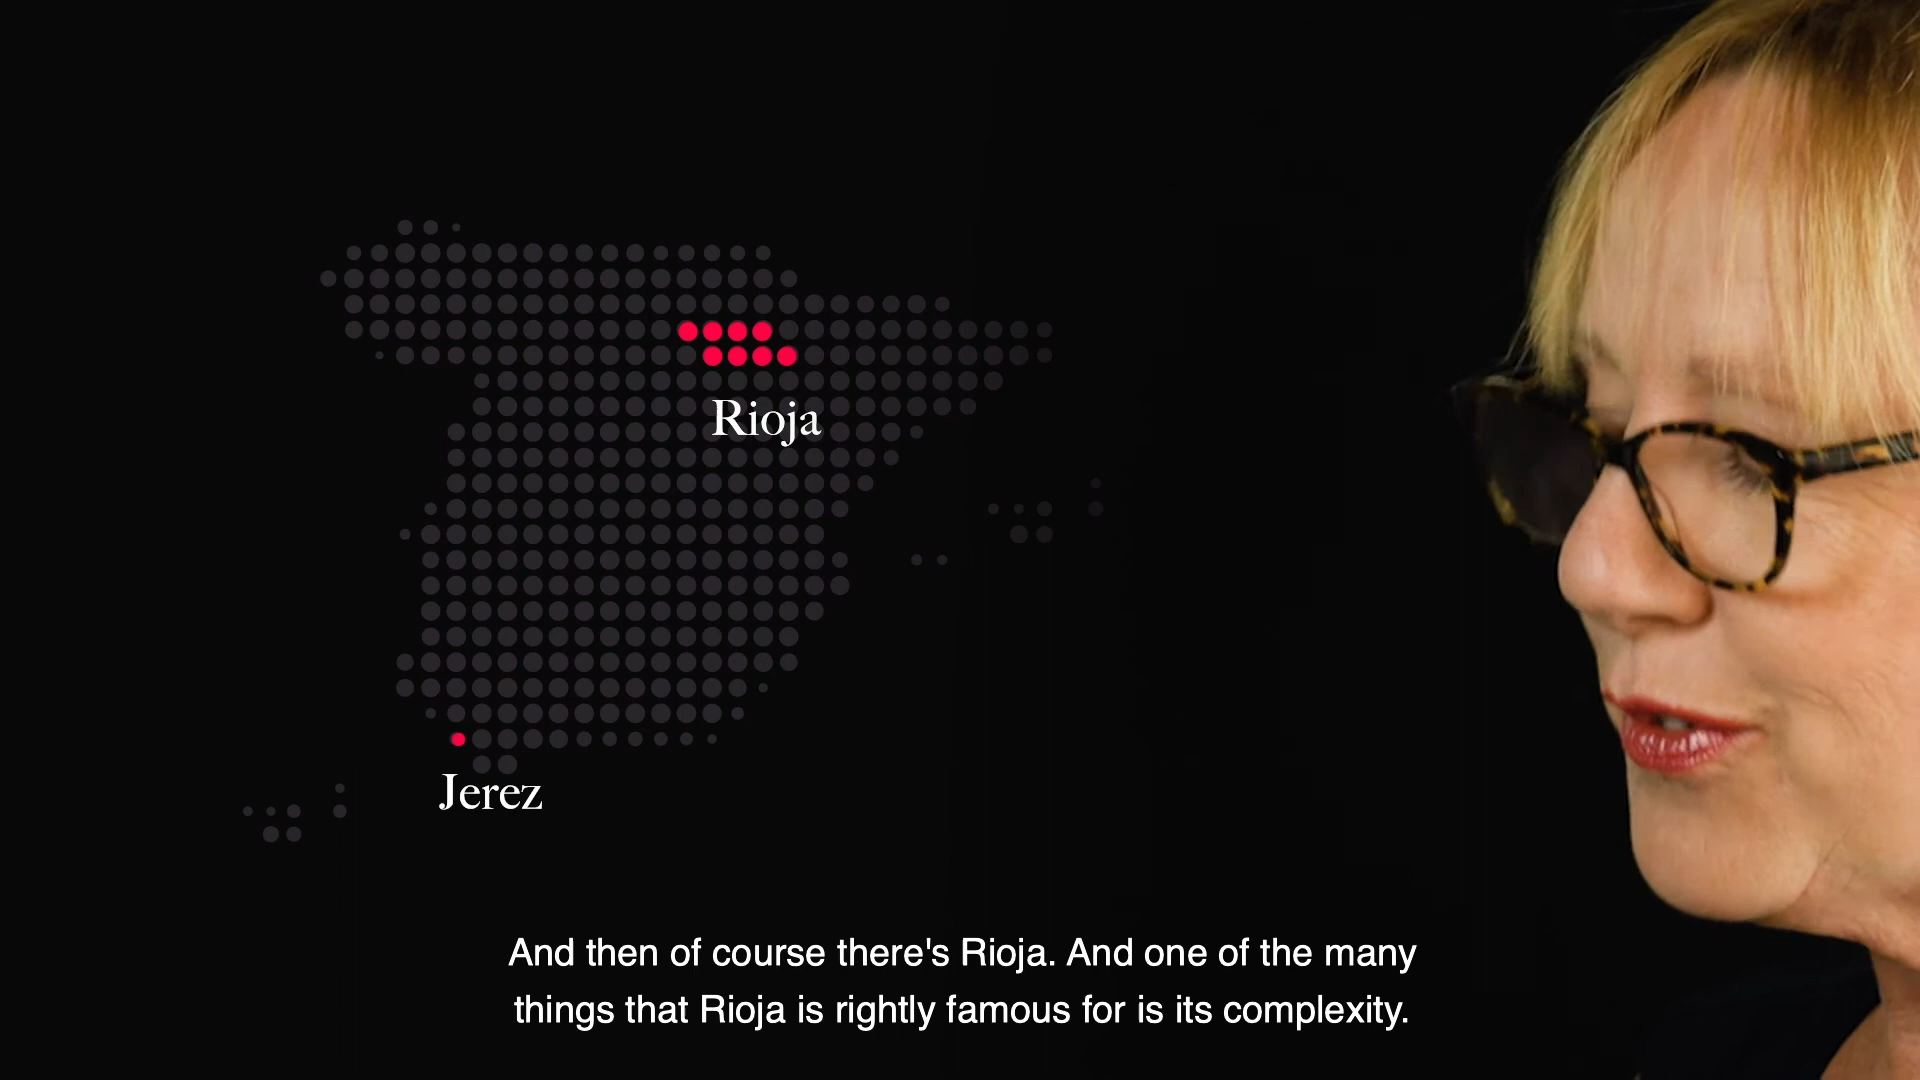 Rioja
Jerez
And then of course there's Rioja. And one of the many
things that Rioja is rightly famous for is its complexity.